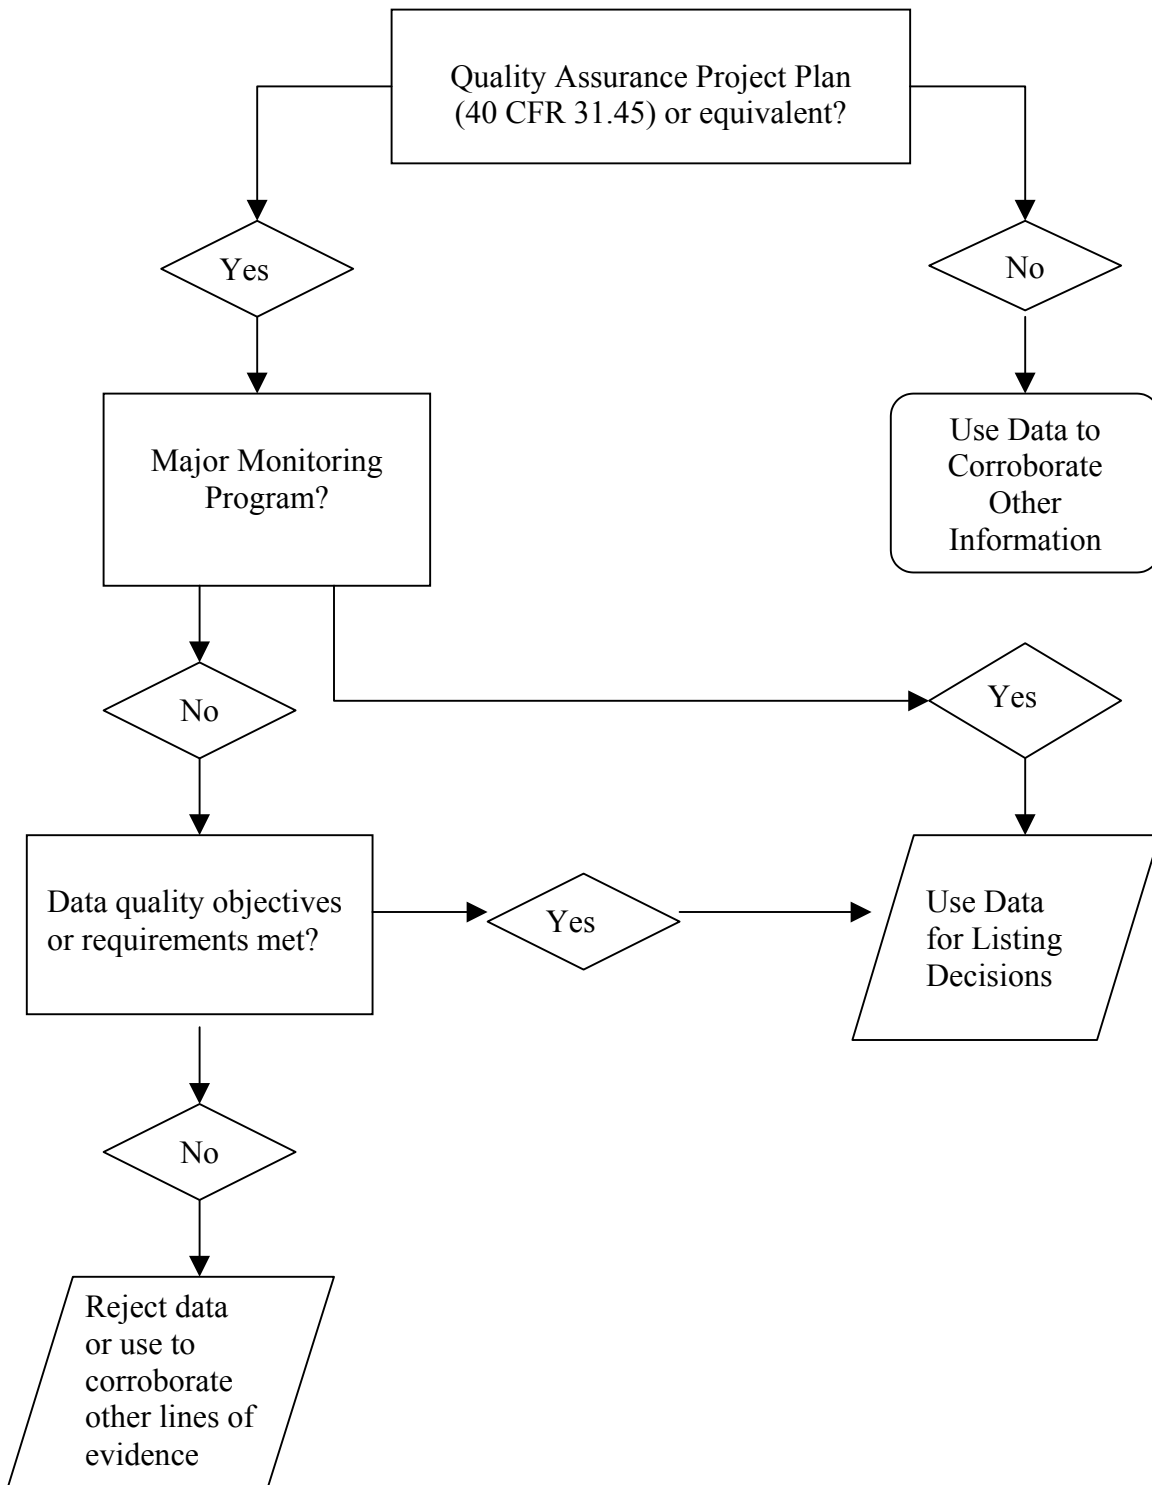 Quality Assurance Project Plan
(40 CFR 31.45) or equivalent?
Yes
No
Major Monitoring
Program?
Use Data to
Corroborate
Other
Information
No
Yes
Data quality objectives
or requirements met?
Yes
Use Data
for Listing
Decisions
No
Reject data
or use to
corroborate
other lines of
evidence